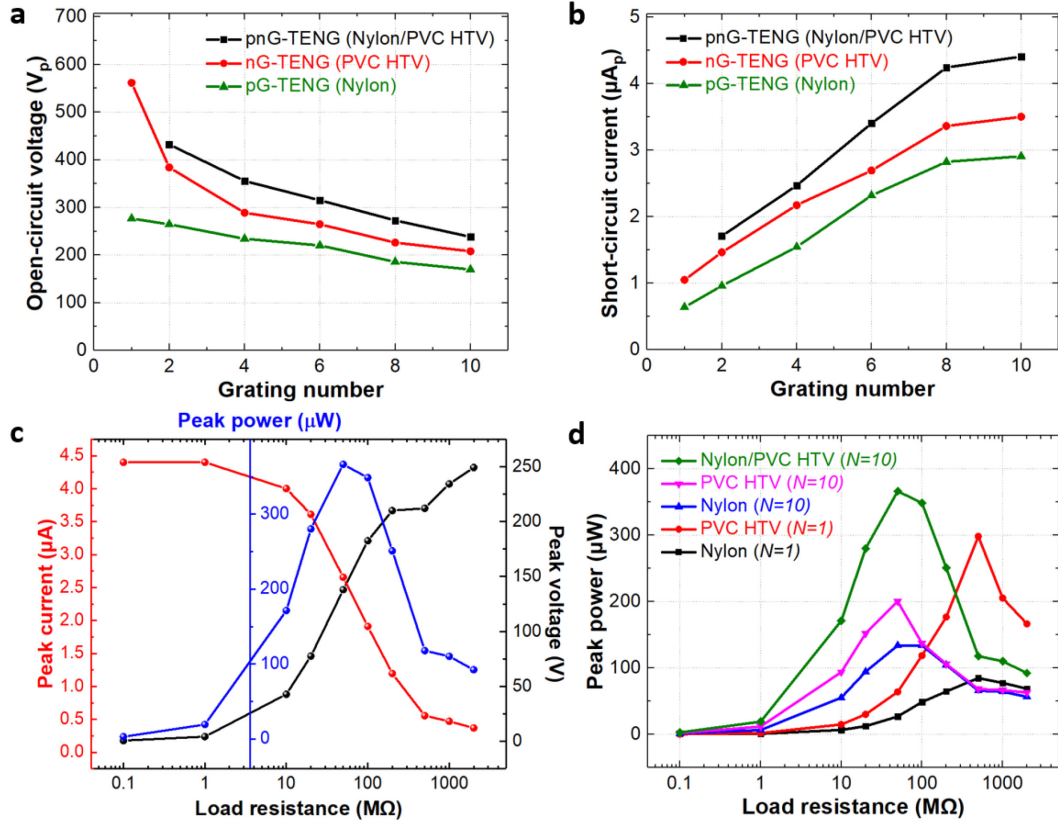 a
Open-circuit voltage (Vp)
700
600
500
400
300
200
100
0
pnG-TENG (Nylon/PVC HTV)
nG-TENG (PVC HTV)
pG-TENG (Nylon)
0 2 4 6 8 10
Grating number
b
Short-circuit current (μAp)
5
4
3
2
1
0
pnG-TENG (Nylon/PVC HTV)
nG-TENG (PVC HTV)
pG-TENG (Nylon)
0 2 4 6 8 10
Grating number
c
Peak power (μW)
Peak current (μA)
4.5
4.0
3.5
3.0
2.5
2.0
1.5
1.0
0.5
0.0
300
200
100
0
250
200
150
100
50
0
Peak voltage
(V)
0.1 1 10 100 1000
Load resistance (MΩ)
d
Peak power (μW)
400
300
200
100
0
Nylon/PVC HTV (N=10)
PVC HTV (N=10)
Nylon (N=10)
PVC HTV (N=1)
Nylon (N=1)
0.1 1 10 100 1000
Load resistance (MΩ)